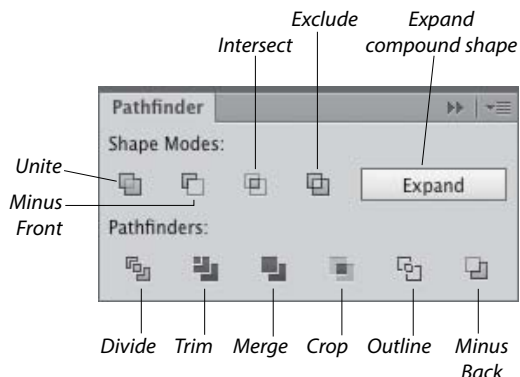 Exclude
Expand
compound shape
Intersect
Pathfinder
Shape Modes:
Unite
Expand
Minus
Front
Pathfinders:
Divide Trim Merge Crop Outline Minus
Back